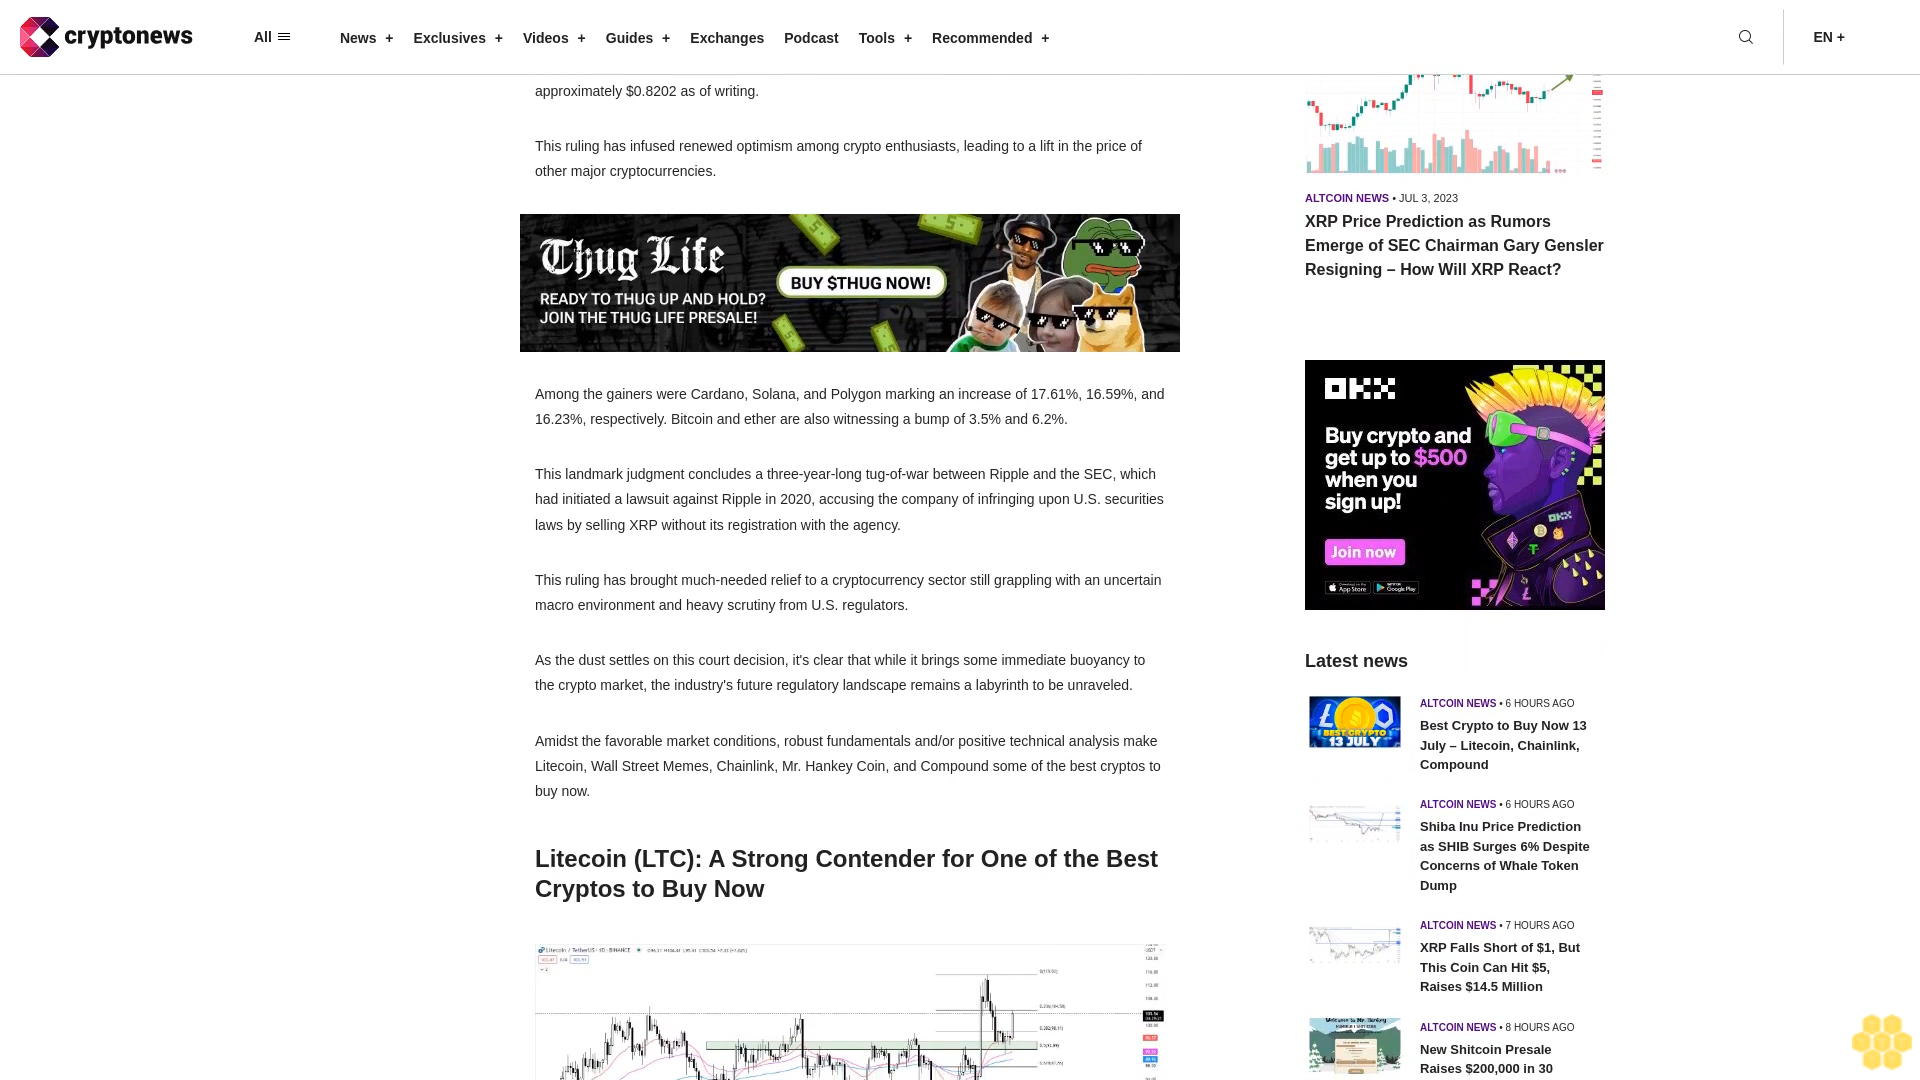 cryptonews
All
News +
Exclusives +
Videos +
Guides +
Exchanges
Podcast
Tools +
Recommended +
EN +
approximately $0.8202 as of writing.
This ruling has infused renewed optimism among crypto enthusiasts, leading to a lift in the price of
other major cryptocurrencies.
Thug Life
READY TO THUG UP AND HOLD?
JOIN THE THUG LIFE PRESALE!
BUY $THUG NOW!
Among the gainers were Cardano, Solana, and Polygon marking an increase of 17.61%, 16.59%, and
16.23%, respectively. Bitcoin and ether are also witnessing a bump of 3.5% and 6.2%.
This landmark judgment concludes a three-year-long tug-of-war between Ripple and the SEC, which
had initiated a lawsuit against Ripple in 2020, accusing the company of infringing upon U.S. securities
laws by selling XRP without its registration with the agency.
This ruling has brought much-needed relief to a cryptocurrency sector still grappling with an uncertain
macro environment and heavy scrutiny from U.S. regulators.
As the dust settles on this court decision, it's clear that while it brings some immediate buoyancy to
the crypto market, the industry's future regulatory landscape remains a labyrinth to be unraveled.
Amidst the favorable market conditions, robust fundamentals and/or positive technical analysis make
Litecoin, Wall Street Memes, Chainlink, Mr. Hankey Coin, and Compound some of the best cryptos to
buy now.
Litecoin (LTC): A Strong Contender for One of the Best
Cryptos to Buy Now
Litecoin / TetherUS · 1D · BINANCE
ALTCOIN NEWS • JUL 3, 2023
XRP Price Prediction as Rumors
Emerge of SEC Chairman Gary Gensler
Resigning – How Will XRP React?
OKX
Buy crypto and
get up to $500
when you
sign up!
Join now
App Store
Google Play
OKX
Latest news
BEST CRYPTO
13 JULY
ALTCOIN NEWS • 6 HOURS AGO
Best Crypto to Buy Now 13
July – Litecoin, Chainlink,
Compound
ALTCOIN NEWS • 6 HOURS AGO
Shiba Inu Price Prediction
as SHIB Surges 6% Despite
Concerns of Whale Token
Dump
ALTCOIN NEWS • 7 HOURS AGO
XRP Falls Short of $1, But
This Coin Can Hit $5,
Raises $14.5 Million
Welcome to Mr. Hankey
ALTCOIN NEWS • 8 HOURS AGO
New Shitcoin Presale
Raises $200,000 in 30